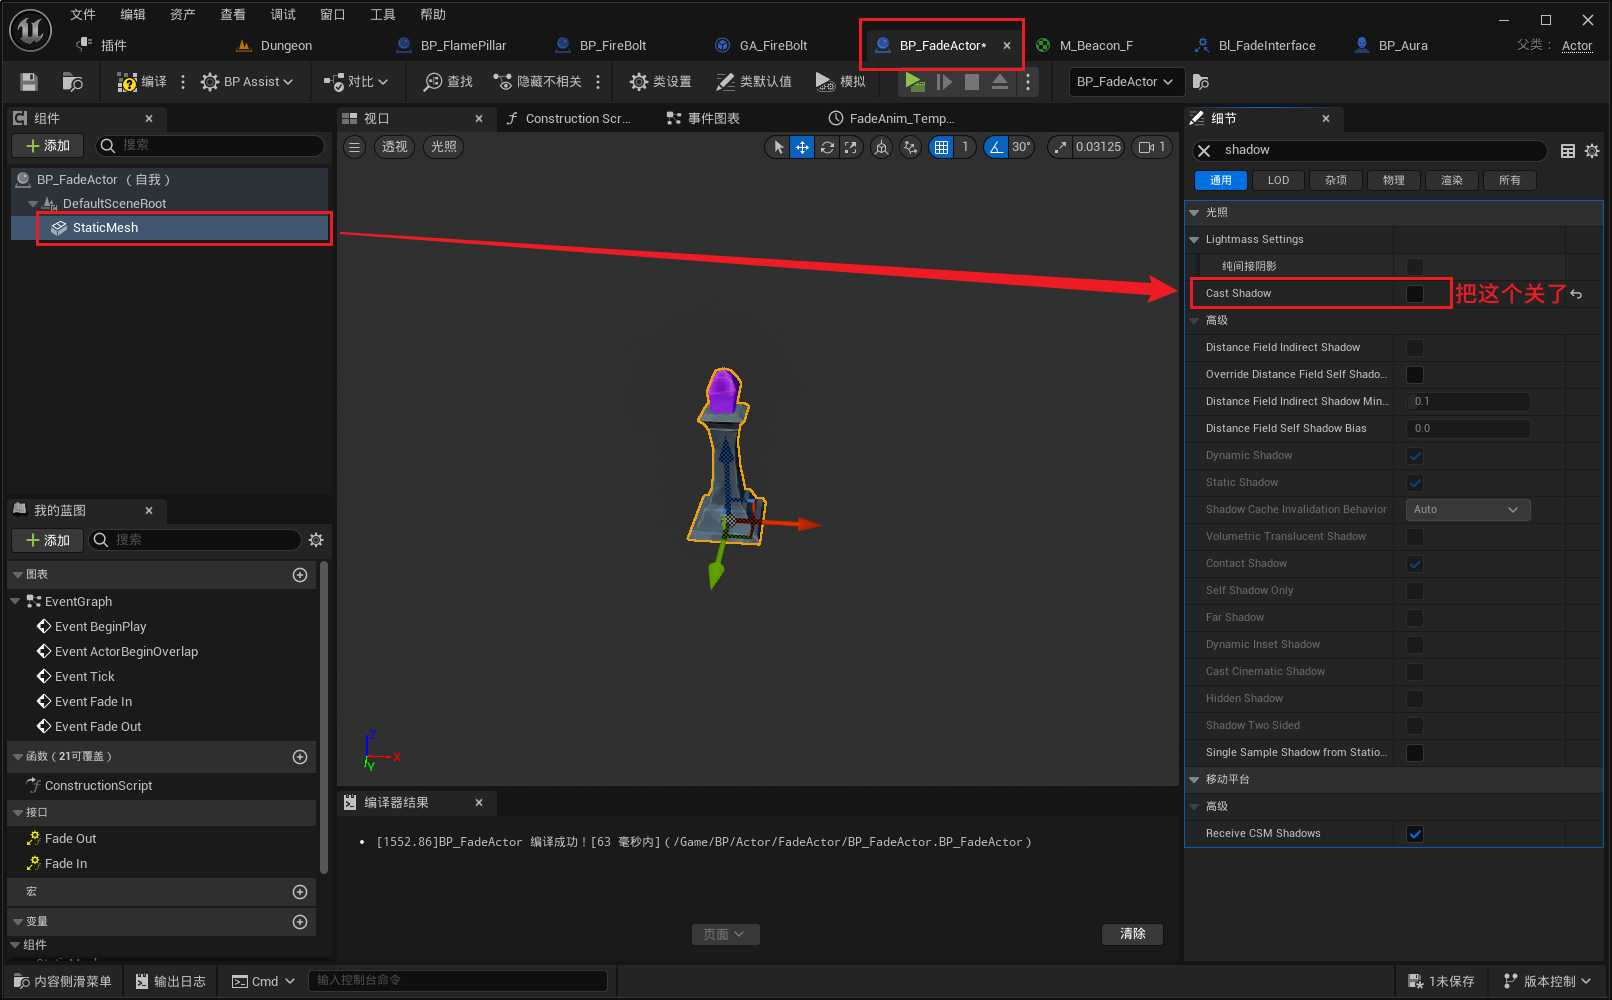 文件 编辑 资产 查看 调试 窗口 工具 帮助
插件 Dungeon BP_FlamePillar BP_FireBolt GA_FireBolt BP_FadeActor* M_Beacon_F BI_FadeInterface BP_Aura 父类： Actor
编译 BP Assist 对比 查找 隐藏不相关 类设置 类默认值 模拟 BP_FadeActor
组件
添加 搜索
BP_FadeActor （自我）
DefaultSceneRoot
StaticMesh
我的蓝图
添加 搜索
图表
EventGraph
Event BeginPlay
Event ActorBeginOverlap
Event Tick
Event Fade In
Event Fade Out
函数（21可覆盖）
ConstructionScript
接口
Fade Out
Fade In
宏
变量
组件
视口 Construction Scr... 事件图表 FadeAnim_Temp...
透视 光照 1 30° 0.03125 1
Z
X
Y
编译器结果
[1552.86]BP_FadeActor 编译成功！[63 毫秒内]（/Game/BP/Actor/FadeActor/BP_FadeActor.BP_FadeActor）
页面 清除
细节
shadow
通用 LOD 杂项 物理 渲染 所有
光照
Lightmass Settings
纯间接阴影
Cast Shadow 把这个关了
高级
Distance Field Indirect Shadow
Override Distance Field Self Shado...
Distance Field Indirect Shadow Min... 0.1
Distance Field Self Shadow Bias 0.0
Dynamic Shadow
Static Shadow
Shadow Cache Invalidation Behavior Auto
Volumetric Translucent Shadow
Contact Shadow
Self Shadow Only
Far Shadow
Dynamic Inset Shadow
Cast Cinematic Shadow
Hidden Shadow
Shadow Two Sided
Single Sample Shadow from Statio...
移动平台
高级
Receive CSM Shadows
内容侧滑菜单 输出日志 Cmd 输入控制台命令 1未保存 版本控制